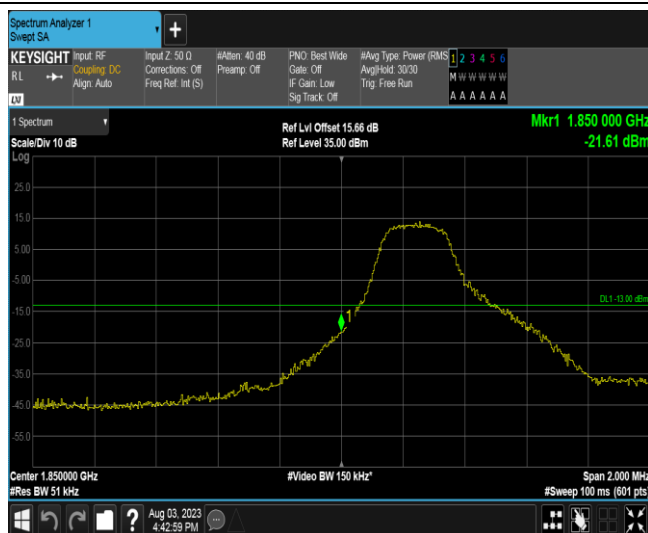 Spectrum Analyzer 1
Swept SA
KEYSIGHT
RL
LXI
Input: RF
Coupling: DC
Align: Auto
Input Z: 50 Ω
Corrections: Off
Freq Ref: Int (S)
#Atten: 40 dB
Preamp: Off
PNO: Best Wide
Gate: Off
IF Gain: Low
Sig Track: Off
#Avg Type: Power (RMS
Avg|Hold: 30/30
Trig: Free Run
1 2 3 4 5 6
M W W W W W
A A A A A A
1 Spectrum
Scale/Div 10 dB
Ref Lvl Offset 15.66 dB
Ref Level 35.00 dBm
Mkr1 1.850 000 GHz
-21.61 dBm
Log
25.0
15.0
5.00
-5.00
DL1 -13.00 dBm
-15.0
1
-25.0
-35.0
-45.0
-55.0
Center 1.850000 GHz
#Video BW 150 kHz*
Span 2.000 MHz
#Res BW 51 kHz
#Sweep 100 ms (601 pts)
?
Aug 03, 2023
4:42:59 PM